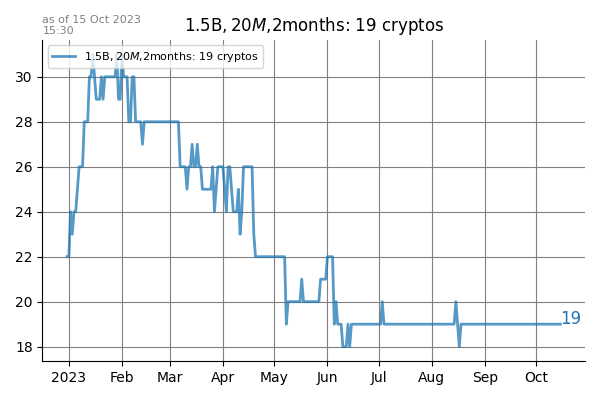 as of 15 Oct 2023
15:30
1.5B, 20M,2months: 19 cryptos
1.5B, 20M,2months: 19 cryptos
30
28
26
24
22
20
18
19
2023 Feb Mar Apr May Jun Jul Aug Sep Oct